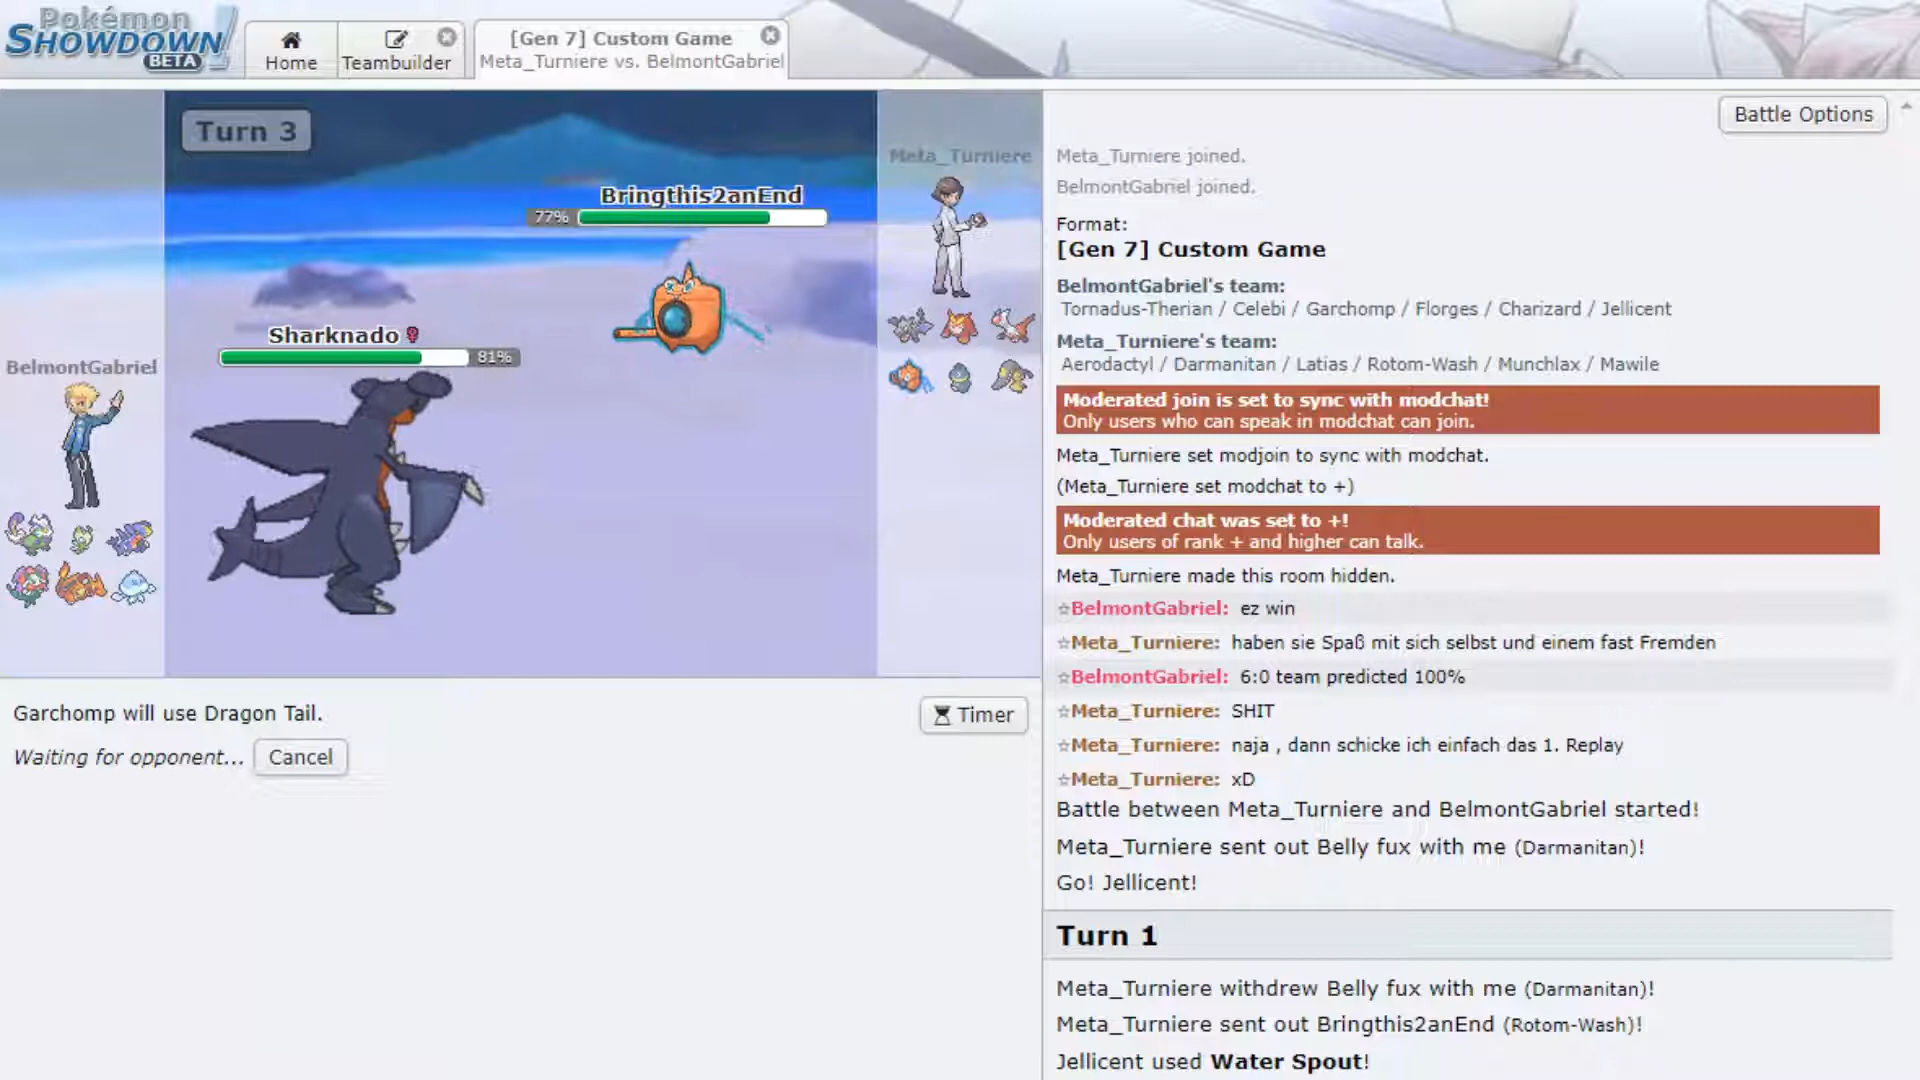 Pokémon
SHOWDOWN!
BETA
Home
Teambuilder
[Gen 7] Custom Game
Meta_Turniere vs. BelmontGabriel
Turn 3
Meta_Turniere
Bringthis2anEnd
77%
Sharknado
81%
BelmontGabriel
Garchomp will use Dragon Tail.
Timer
Waiting for opponent...
Cancel
Battle Options
Meta_Turniere joined.
BelmontGabriel joined.
Format:
[Gen 7] Custom Game
BelmontGabriel's team:
Tornadus-Therian / Celebi / Garchomp / Florges / Charizard / Jellicent
Meta_Turniere's team:
Aerodactyl / Darmanitan / Latias / Rotom-Wash / Munchlax / Mawile
Moderated join is set to sync with modchat!
Only users who can speak in modchat can join.
Meta_Turniere set modjoin to sync with modchat.
(Meta_Turniere set modchat to +)
Moderated chat was set to +!
Only users of rank + and higher can talk.
Meta_Turniere made this room hidden.
☆BelmontGabriel: ez win
☆Meta_Turniere: haben sie Spaß mit sich selbst und einem fast Fremden
☆BelmontGabriel: 6:0 team predicted 100%
☆Meta_Turniere: SHIT
☆Meta_Turniere: naja , dann schicke ich einfach das 1. Replay
☆Meta_Turniere: xD
Battle between Meta_Turniere and BelmontGabriel started!
Meta_Turniere sent out Belly fux with me (Darmanitan)!
Go! Jellicent!
Turn 1
Meta_Turniere withdrew Belly fux with me (Darmanitan)!
Meta_Turniere sent out Bringthis2anEnd (Rotom-Wash)!
Jellicent used Water Spout!